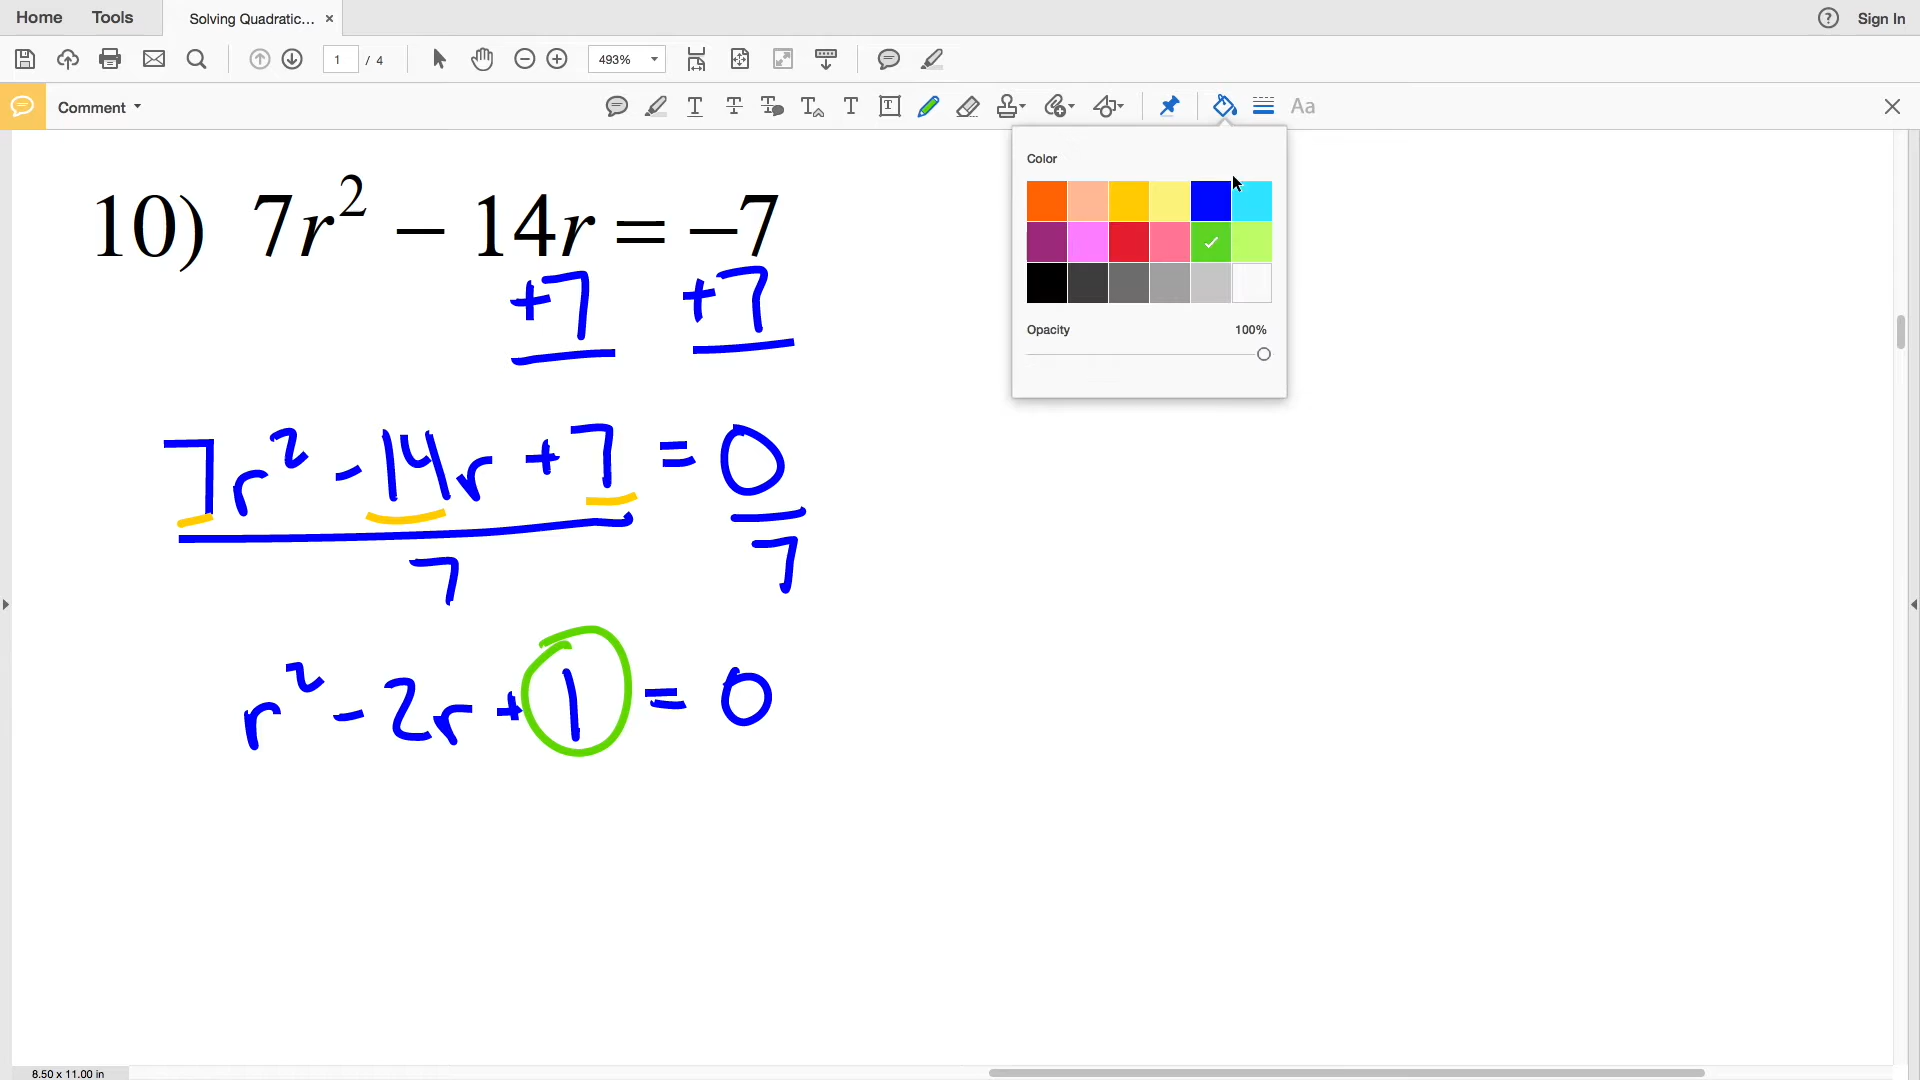 Home Tools Solving Quadratic... × ? Sign In
1 / 4 493%
Comment T T T T T T Aa
Color
Opacity 100%
10) 7r² − 14r = −7
+7 +7
7r² - 14r + 7 = 0
7 7
r² - 2r + 1 = 0
8.50 x 11.00 in